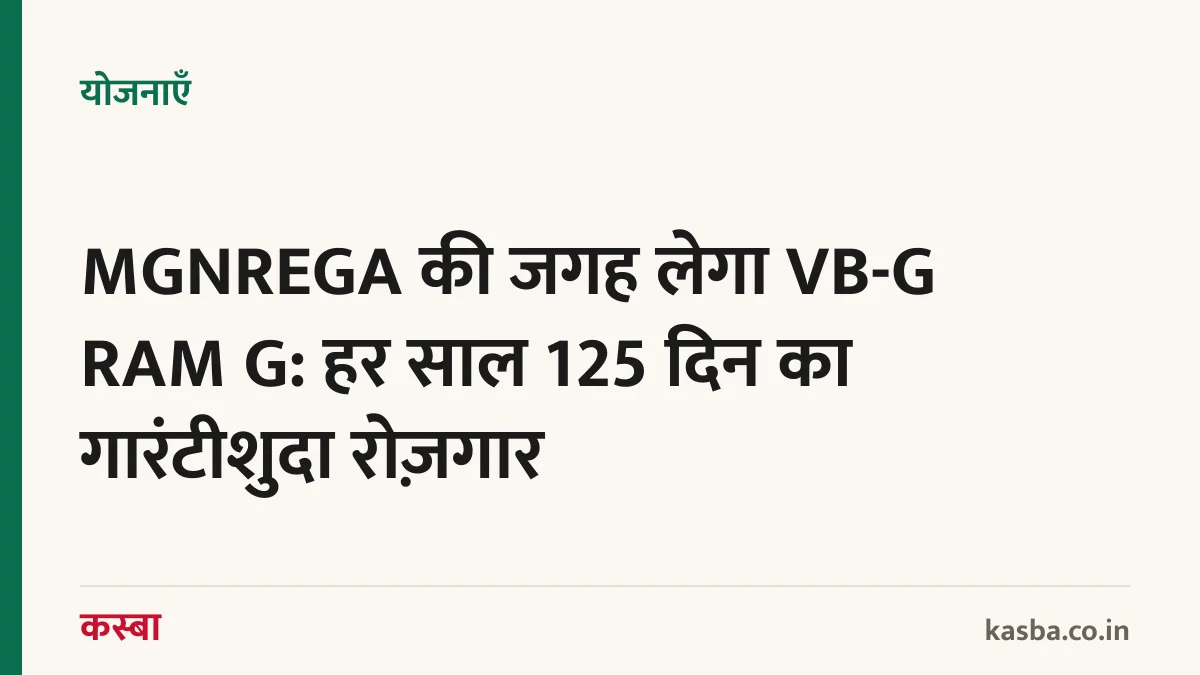 योजनाएँ
MGNREGA की जगह लेगा VB-G
RAM G: हर साल 125 दिन का
गारंटीशुदा रोज़गार
कस्बा
kasba.co.in